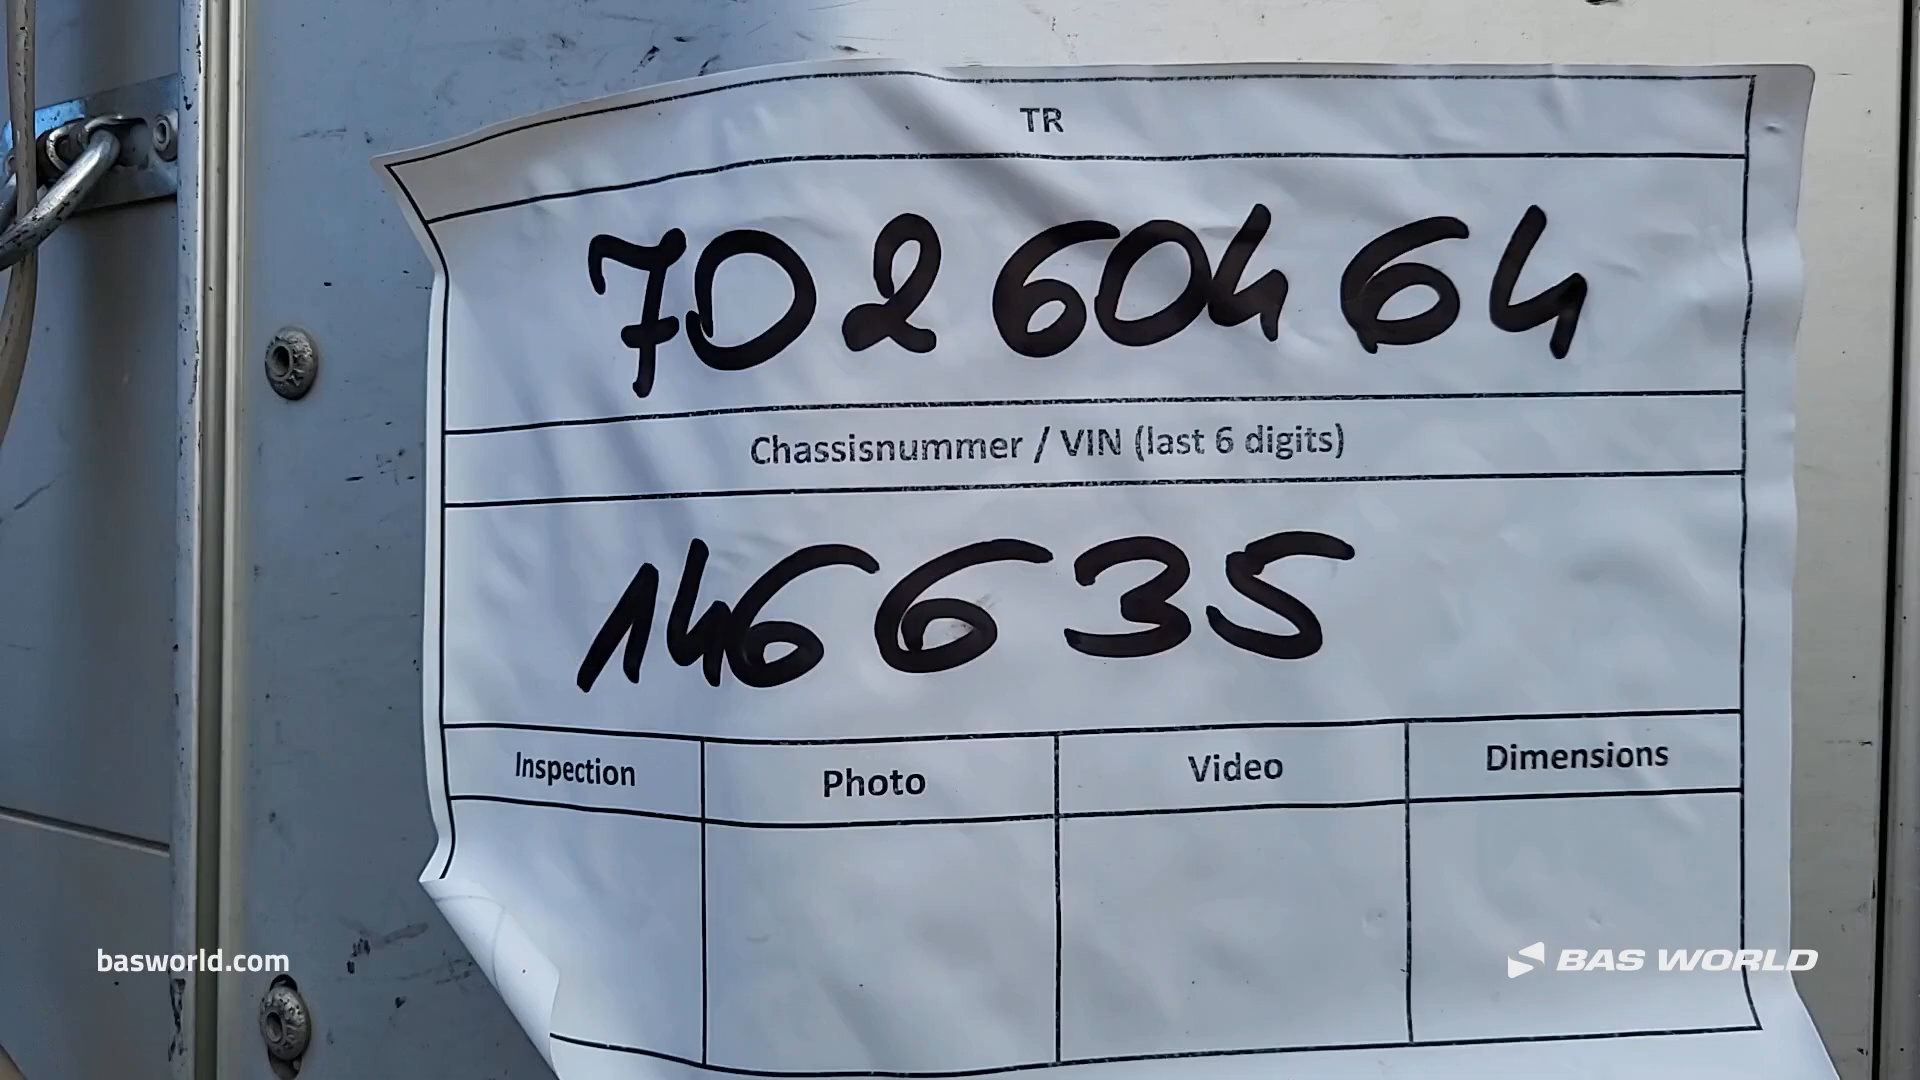 TR
70260464
Chassisnummer / VIN (last 6 digits)
146635
Inspection Photo Video Dimensions
basworld.com BAS WORLD